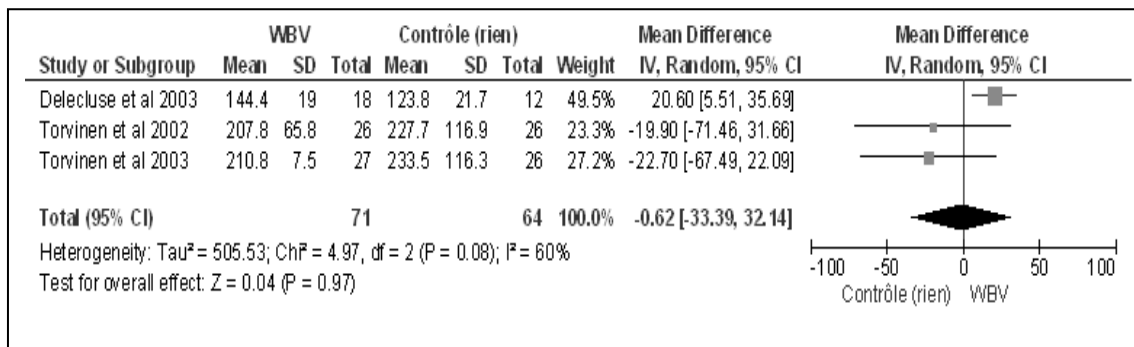 WBV Contrôle (rien) Mean Difference Mean Difference
Study or Subgroup Mean SD Total Mean SD Total Weight IV, Random, 95% CI IV, Random, 95% CI
Delecluse et al 2003 144.4 19 18 123.8 21.7 12 49.5% 20.60 [5.51, 35.69]
Torvinen et al 2002 207.8 65.8 26 227.7 116.9 26 23.3% -19.90 [-71.46, 31.66]
Torvinen et al 2003 210.8 7.5 27 233.5 116.3 26 27.2% -22.70 [-67.49, 22.09]
Total (95% CI) 71 64 100.0% -0.62 [-33.39, 32.14]
Heterogeneity: Tau² = 505.53; Chi² = 4.97, df = 2 (P = 0.08); I² = 60%
Test for overall effect: Z = 0.04 (P = 0.97)
-100 -50 0 50 100
Contrôle (rien) WBV